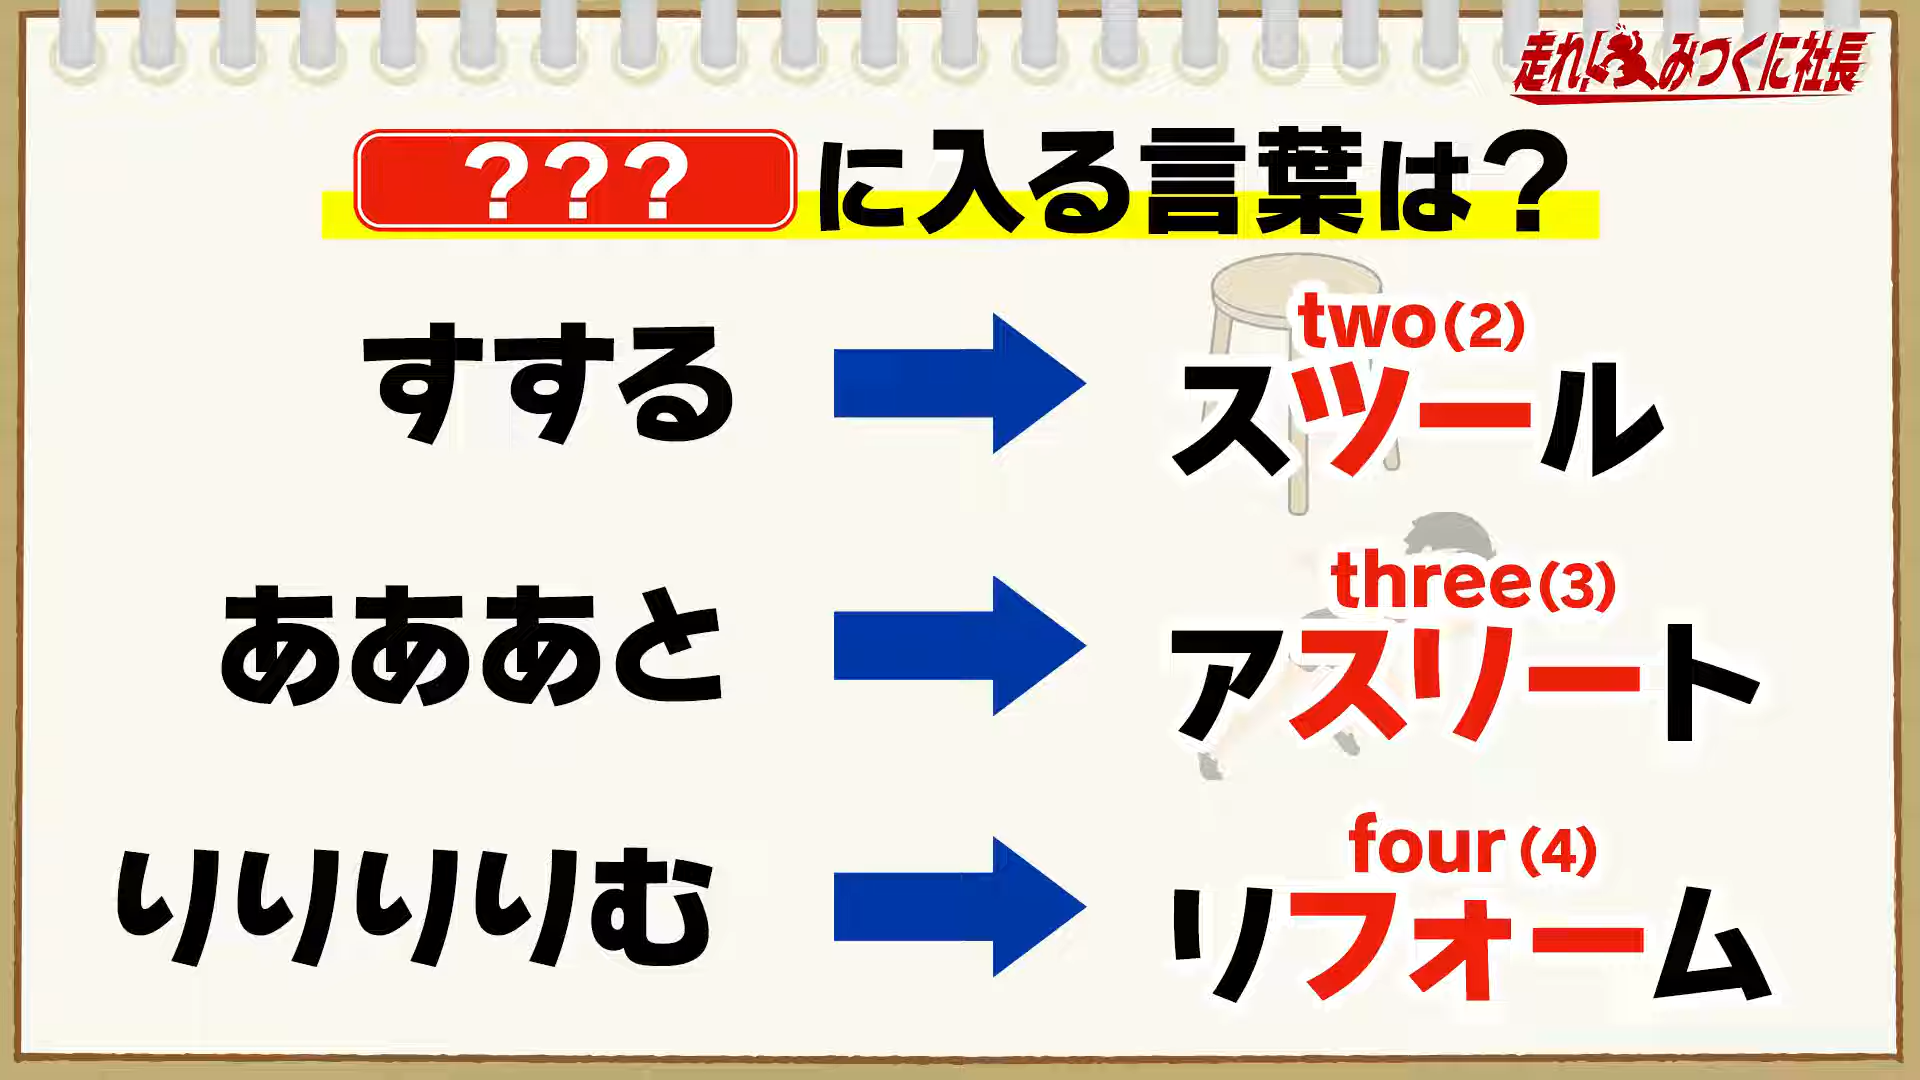 走れ!みつくに社長
???に入る言葉は?
すする
two(2)
スツール
あああと
three(3)
アスリート
りりりりむ
four(4)
リフォーム